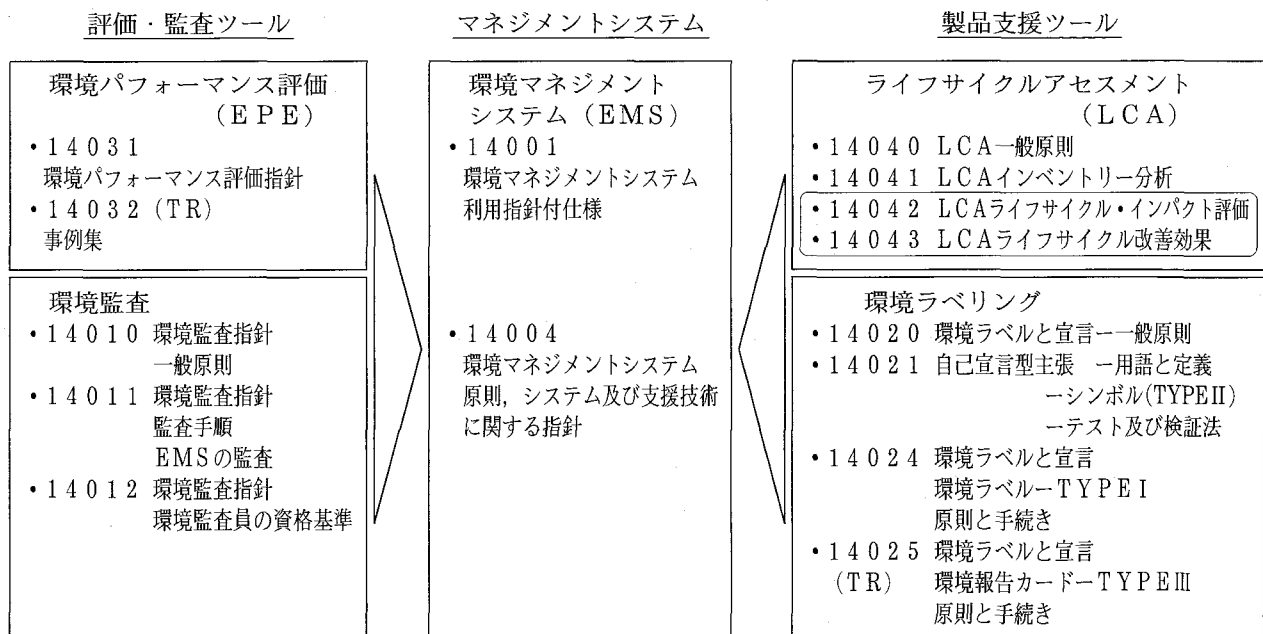 評価・監査ツール
環境パフォーマンス評価
(EPE)
・14031
環境パフォーマンス評価指針
・14032(TR)
事例集
環境監査
・14010 環境監査指針
一般原則
・14011 環境監査指針
監査手順
EMSの監査
・14012 環境監査指針
環境監査員の資格基準
マネジメントシステム
環境マネジメント
システム(EMS)
・14001
環境マネジメントシステム
利用指針付仕様
・14004
環境マネジメントシステム
原則,システム及び支援技術
に関する指針
製品支援ツール
ライフサイクルアセスメント
(LCA)
・14040 LCA一般原則
・14041 LCAインベントリー分析
・14042 LCAライフサイクル・インパクト評価
・14043 LCAライフサイクル改善効果
環境ラベリング
・14020 環境ラベルと宣言ー一般原則
・14021 自己宣言型主張 ー用語と定義
ーシンボル(TYPEⅡ)
ーテスト及び検証法
・14024 環境ラベルと宣言
環境ラベルーTYPEⅠ
原則と手続き
・14025 環境ラベルと宣言
(TR) 環境報告カードーTYPEⅢ
原則と手続き